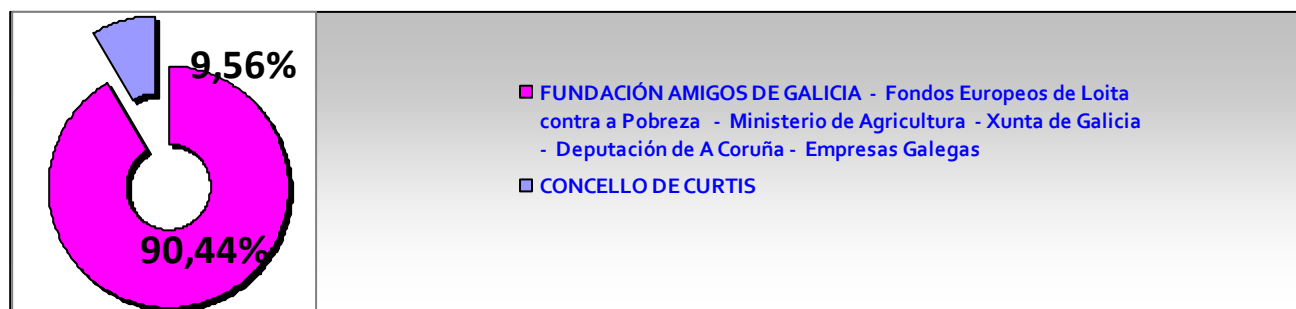 9,56%
90,44%
FUNDACIÓN AMIGOS DE GALICIA - Fondos Europeos de Loita
contra a Pobreza - Ministerio de Agricultura - Xunta de Galicia
- Deputación de A Coruña - Empresas Galegas
CONCELLO DE CURTIS